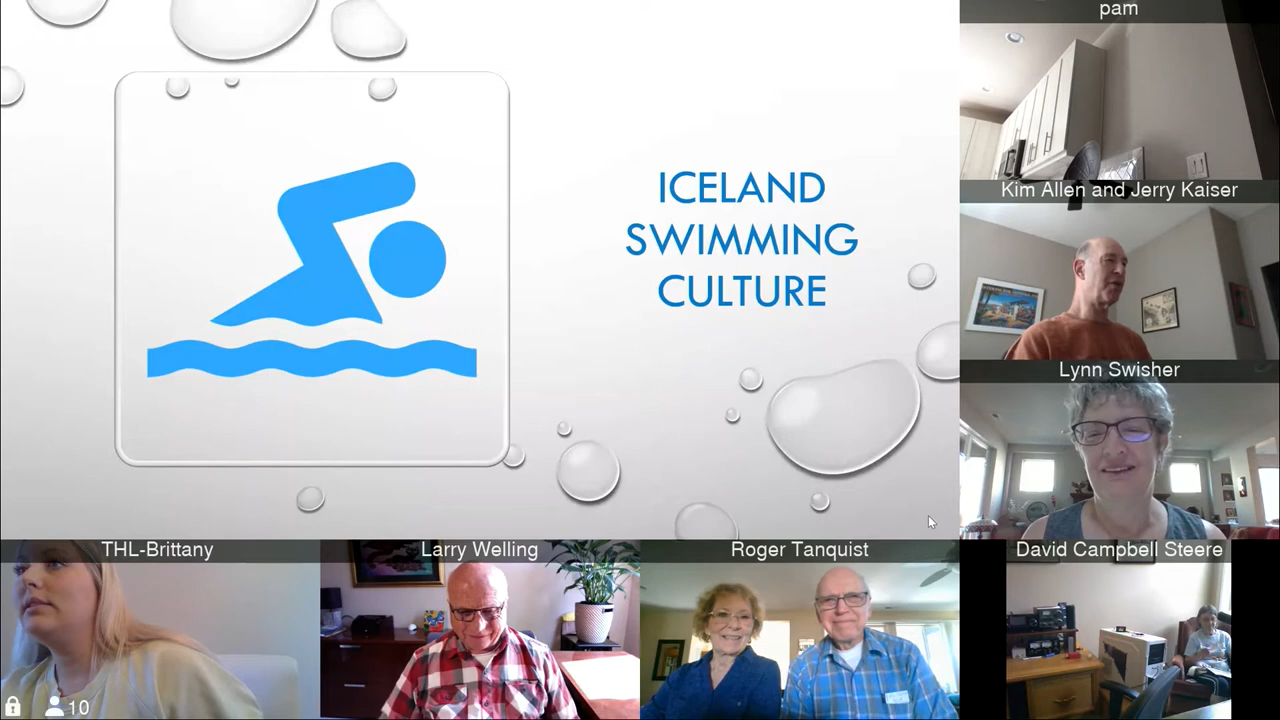 ICELAND
SWIMMING
CULTURE
pam
Kim Allen and Jerry Kaiser
Lynn Swisher
THL-Brittany
Larry Welling
Roger Tanquist
David Campbell Steere
10